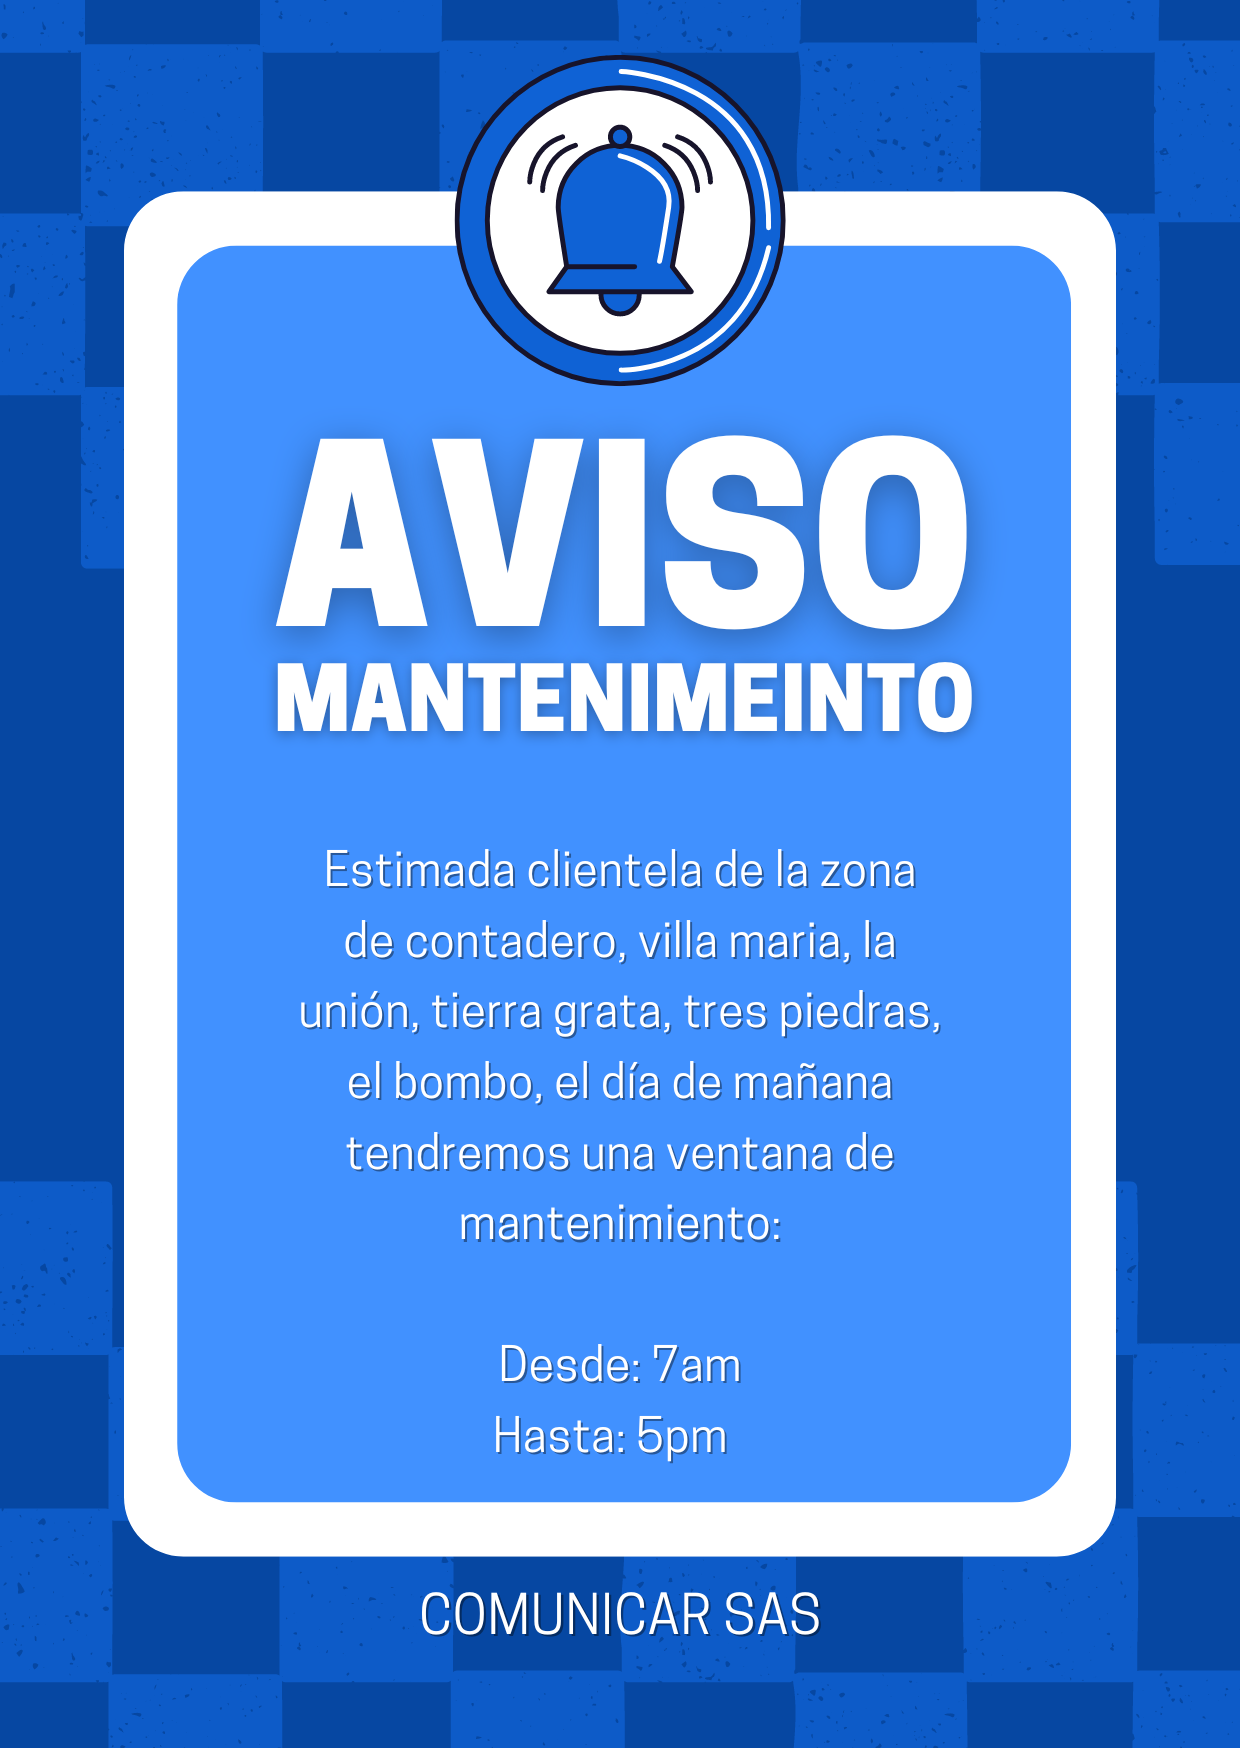 AVISO
MANTENIMEINTO
Estimada clientela de la zona
de contadero, villa maria, la
unión, tierra grata, tres piedras,
el bombo, el día de mañana
tendremos una ventana de
mantenimiento:
Desde: 7am
Hasta: 5pm
COMUNICAR SAS